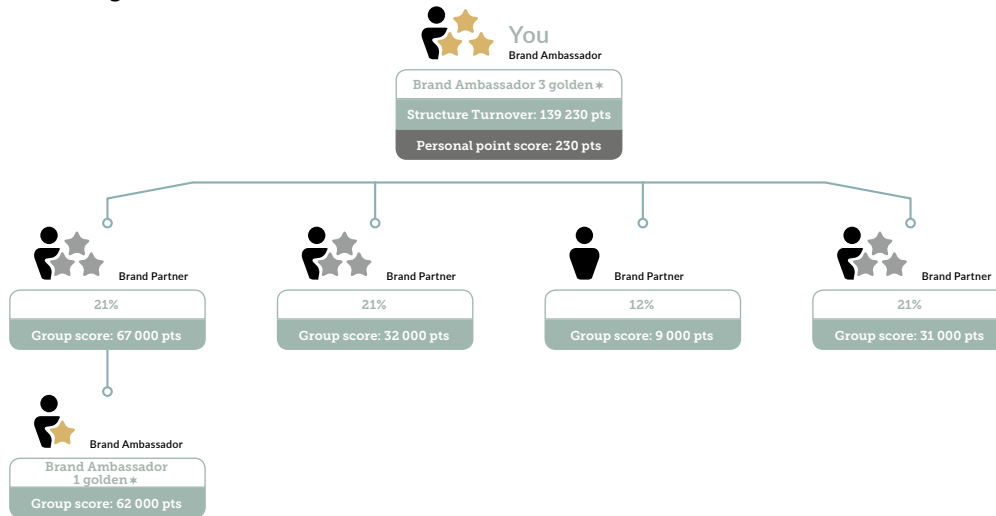 You
Brand Ambassador
Brand Ambassador 3 golden ★
Structure Turnover: 139 230 pts
Personal point score: 230 pts
Brand Partner
21%
Group score: 67 000 pts
Brand Partner
21%
Group score: 32 000 pts
Brand Partner
12%
Group score: 9 000 pts
Brand Partner
21%
Group score: 31 000 pts
Brand Ambassador
Brand Ambassador
1 golden ★
Group score: 62 000 pts